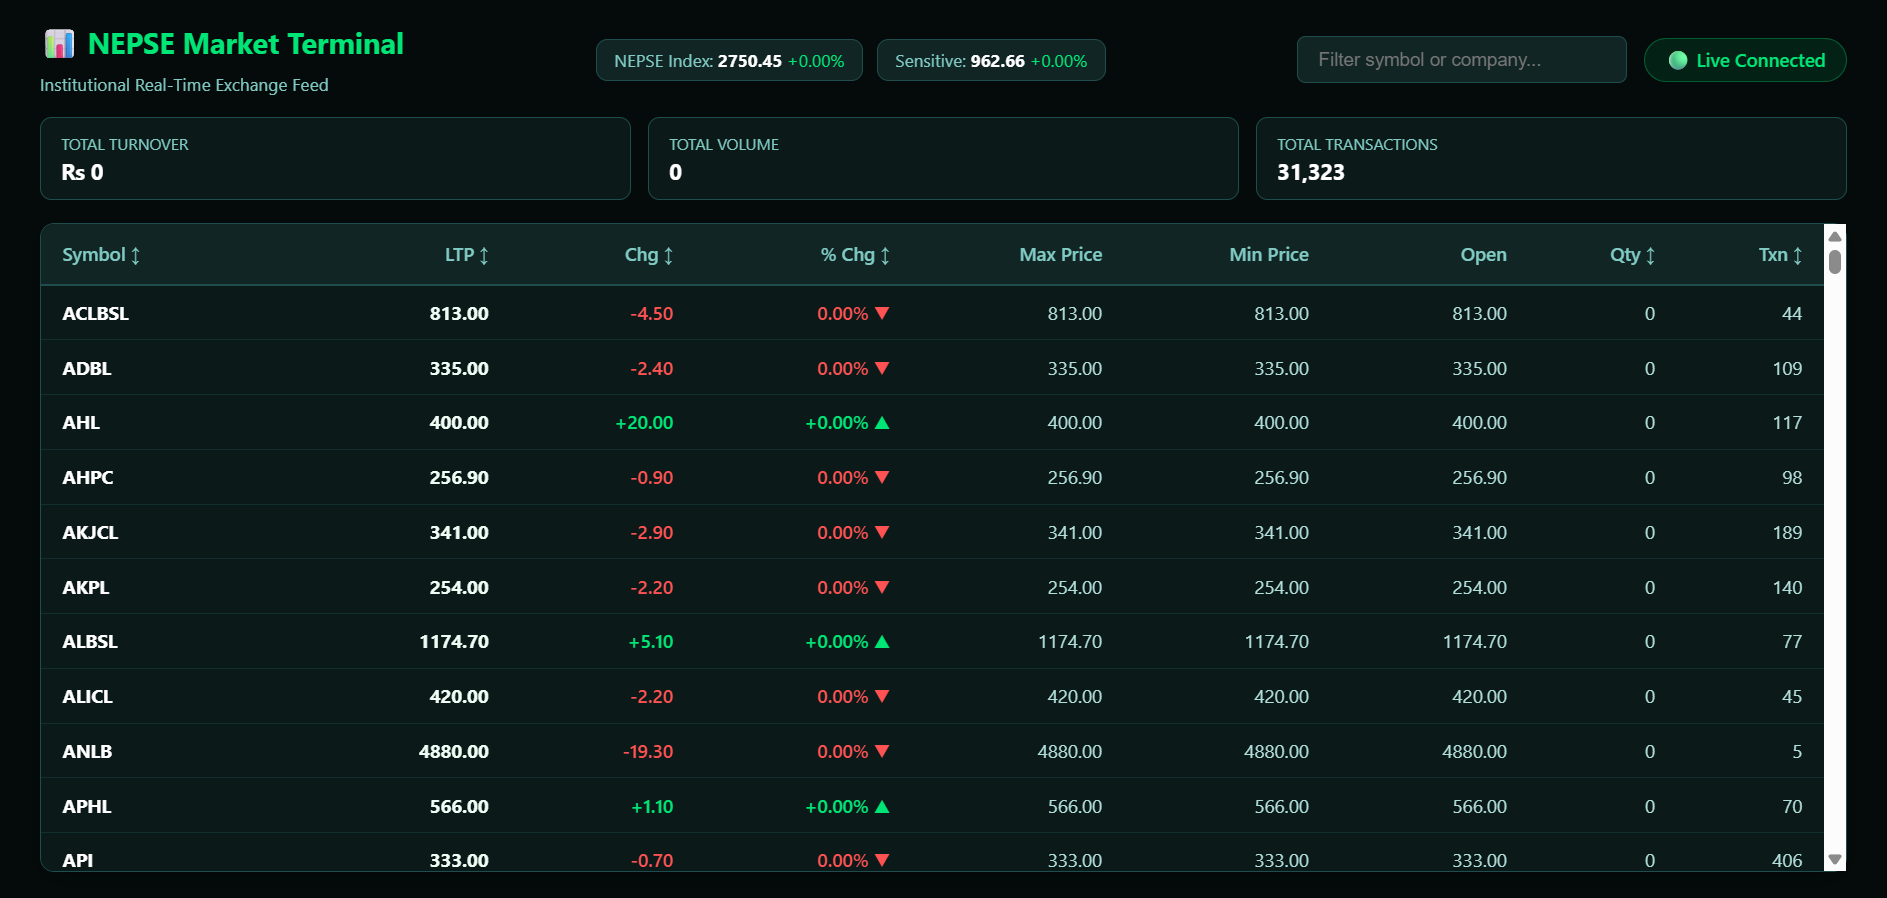 NEPSE Market Terminal
Institutional Real-Time Exchange Feed
NEPSE Index: 2750.45 +0.00%
Sensitive: 962.66 +0.00%
Filter symbol or company...
Live Connected
TOTAL TURNOVER
Rs 0
TOTAL VOLUME
0
TOTAL TRANSACTIONS
31,323
Symbol ↕ LTP ↕ Chg ↕ % Chg ↕ Max Price Min Price Open Qty ↕ Txn ↕
ACLBSL 813.00 -4.50 0.00% ▼ 813.00 813.00 813.00 0 44
ADBL 335.00 -2.40 0.00% ▼ 335.00 335.00 335.00 0 109
AHL 400.00 +20.00 +0.00% ▲ 400.00 400.00 400.00 0 117
AHPC 256.90 -0.90 0.00% ▼ 256.90 256.90 256.90 0 98
AKJCL 341.00 -2.90 0.00% ▼ 341.00 341.00 341.00 0 189
AKPL 254.00 -2.20 0.00% ▼ 254.00 254.00 254.00 0 140
ALBSL 1174.70 +5.10 +0.00% ▲ 1174.70 1174.70 1174.70 0 77
ALICL 420.00 -2.20 0.00% ▼ 420.00 420.00 420.00 0 45
ANLB 4880.00 -19.30 0.00% ▼ 4880.00 4880.00 4880.00 0 5
APHL 566.00 +1.10 +0.00% ▲ 566.00 566.00 566.00 0 70
API 333.00 -0.70 0.00% ▼ 333.00 333.00 333.00 0 406